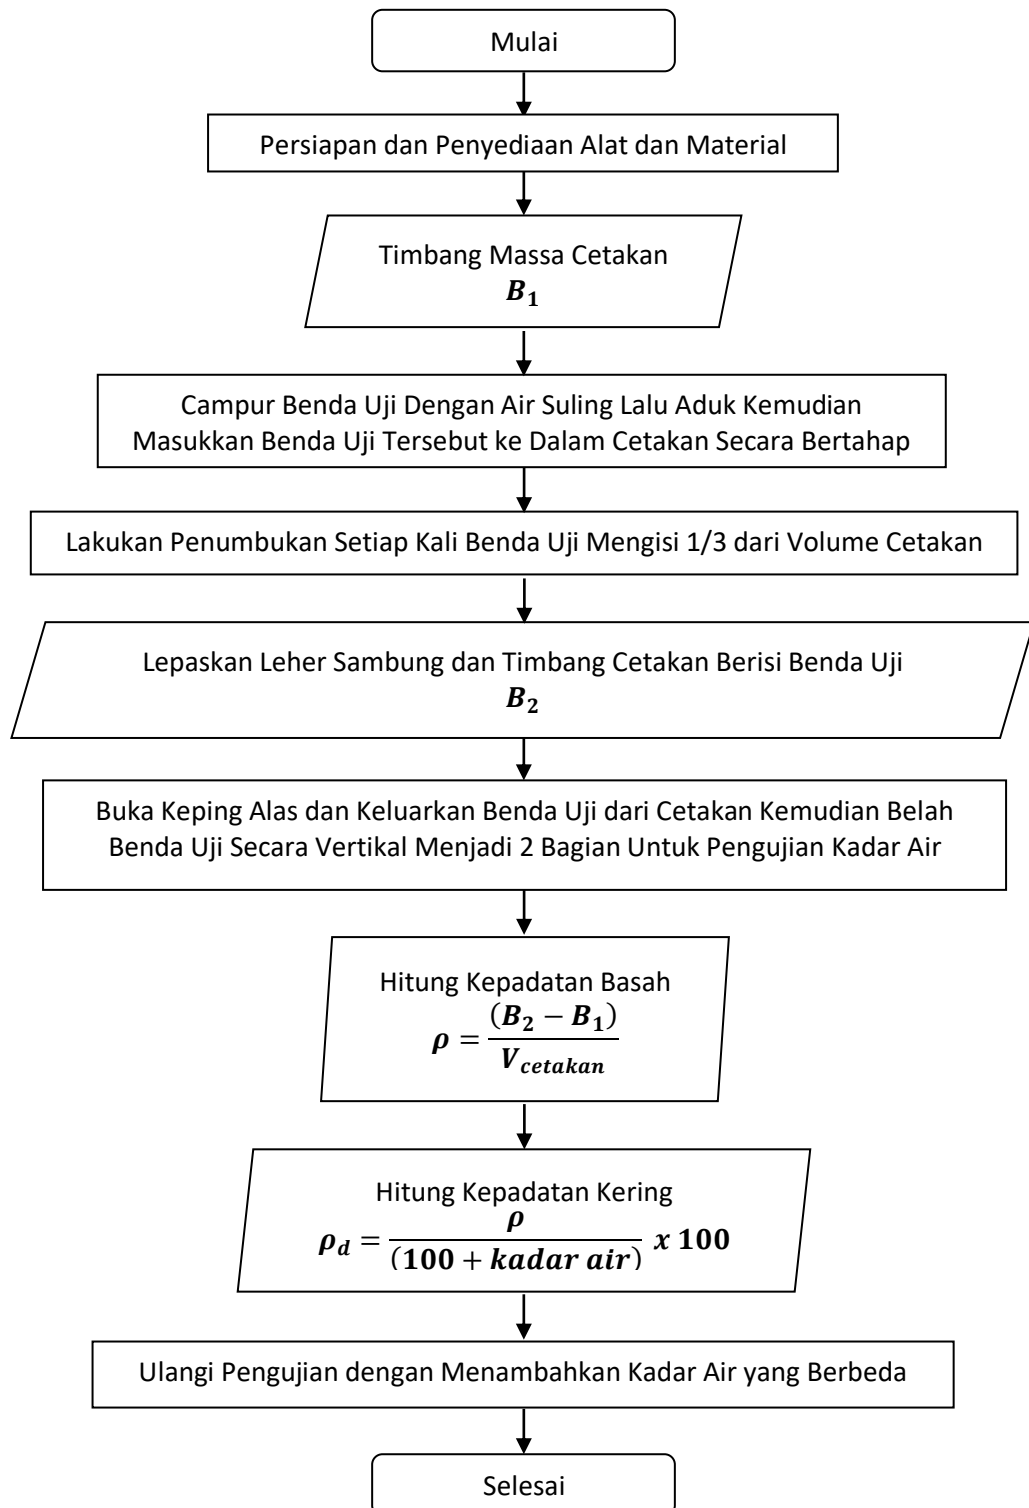 Mulai
Persiapan dan Penyediaan Alat dan Material
Timbang Massa Cetakan
B₁
Campur Benda Uji Dengan Air Suling Lalu Aduk Kemudian
Masukkan Benda Uji Tersebut ke Dalam Cetakan Secara Bertahap
Lakukan Penumbukan Setiap Kali Benda Uji Mengisi 1/3 dari Volume Cetakan
Lepaskan Leher Sambung dan Timbang Cetakan Berisi Benda Uji
B₂
Buka Keping Alas dan Keluarkan Benda Uji dari Cetakan Kemudian Belah
Benda Uji Secara Vertikal Menjadi 2 Bagian Untuk Pengujian Kadar Air
Hitung Kepadatan Basah
ρ = (B₂ − B₁) / V_cetakan
Hitung Kepadatan Kering
ρ_d = ρ / (100 + kadar air) x 100
Ulangi Pengujian dengan Menambahkan Kadar Air yang Berbeda
Selesai